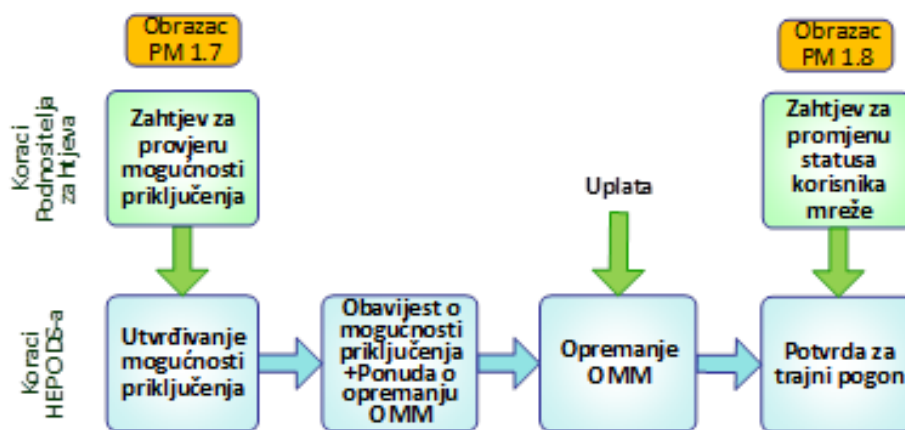 Obrazac
PM 1.7
Obrazac
PM 1.8
Koraci
Podnositelja
zahtjeva
Zahtjev za
provjeru
mogućnosti
priključenja
Uplata
Zahtjev za
promjenu
statusa
korisnika
mreže
Koraci
HEP ODS-a
Utvrđivanje
mogućnosti
priključenja
Obavijest o
mogućnosti
priključenja
+Ponuda o
opremanju
OMM
Opremanje
OMM
Potvrda za
trajni pogon